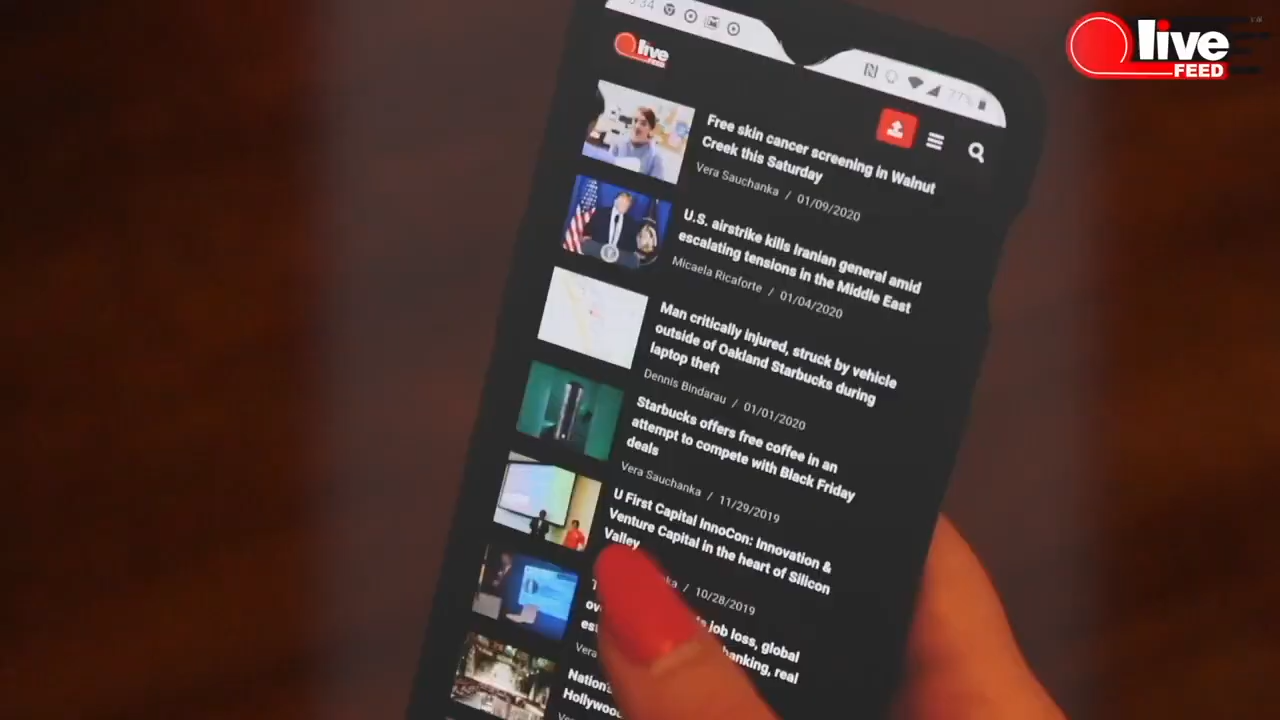 live
FEED
live
FEED
77%
Free skin cancer screening in Walnut
Creek this Saturday
Vera Sauchanka / 01/09/2020
U.S. airstrike kills Iranian general amid
escalating tensions in the Middle East
Micaela Ricaforte / 01/04/2020
Man critically injured, struck by vehicle
outside of Oakland Starbucks during
laptop theft
Dennis Bindarau / 01/01/2020
Starbucks offers free coffee in an
attempt to compete with Black Friday
deals
Vera Sauchanka / 11/29/2019
U First Capital InnoCon: Innovation &
Venture Capital in the heart of Silicon
Valley
/ 10/28/2019
job loss, global
real
Vera
Hollywood